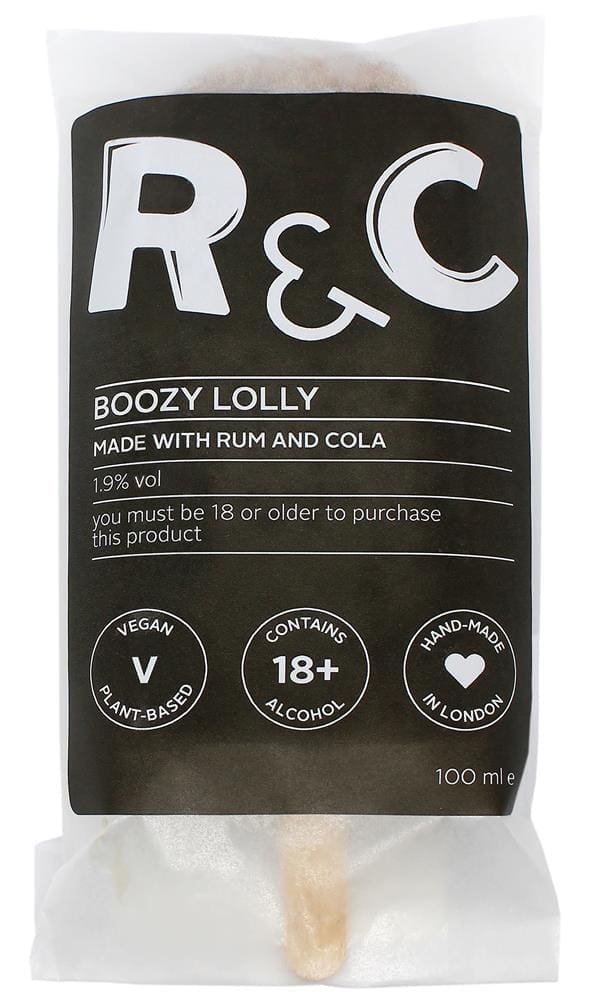 R & C
BOOZY LOLLY
MADE WITH RUM AND COLA
1.9% vol
you must be 18 or older to purchase
this product
VEGAN
V
PLANT-BASED
CONTAINS
18+
ALCOHOL
HAND-MADE
IN LONDON
100 ml e